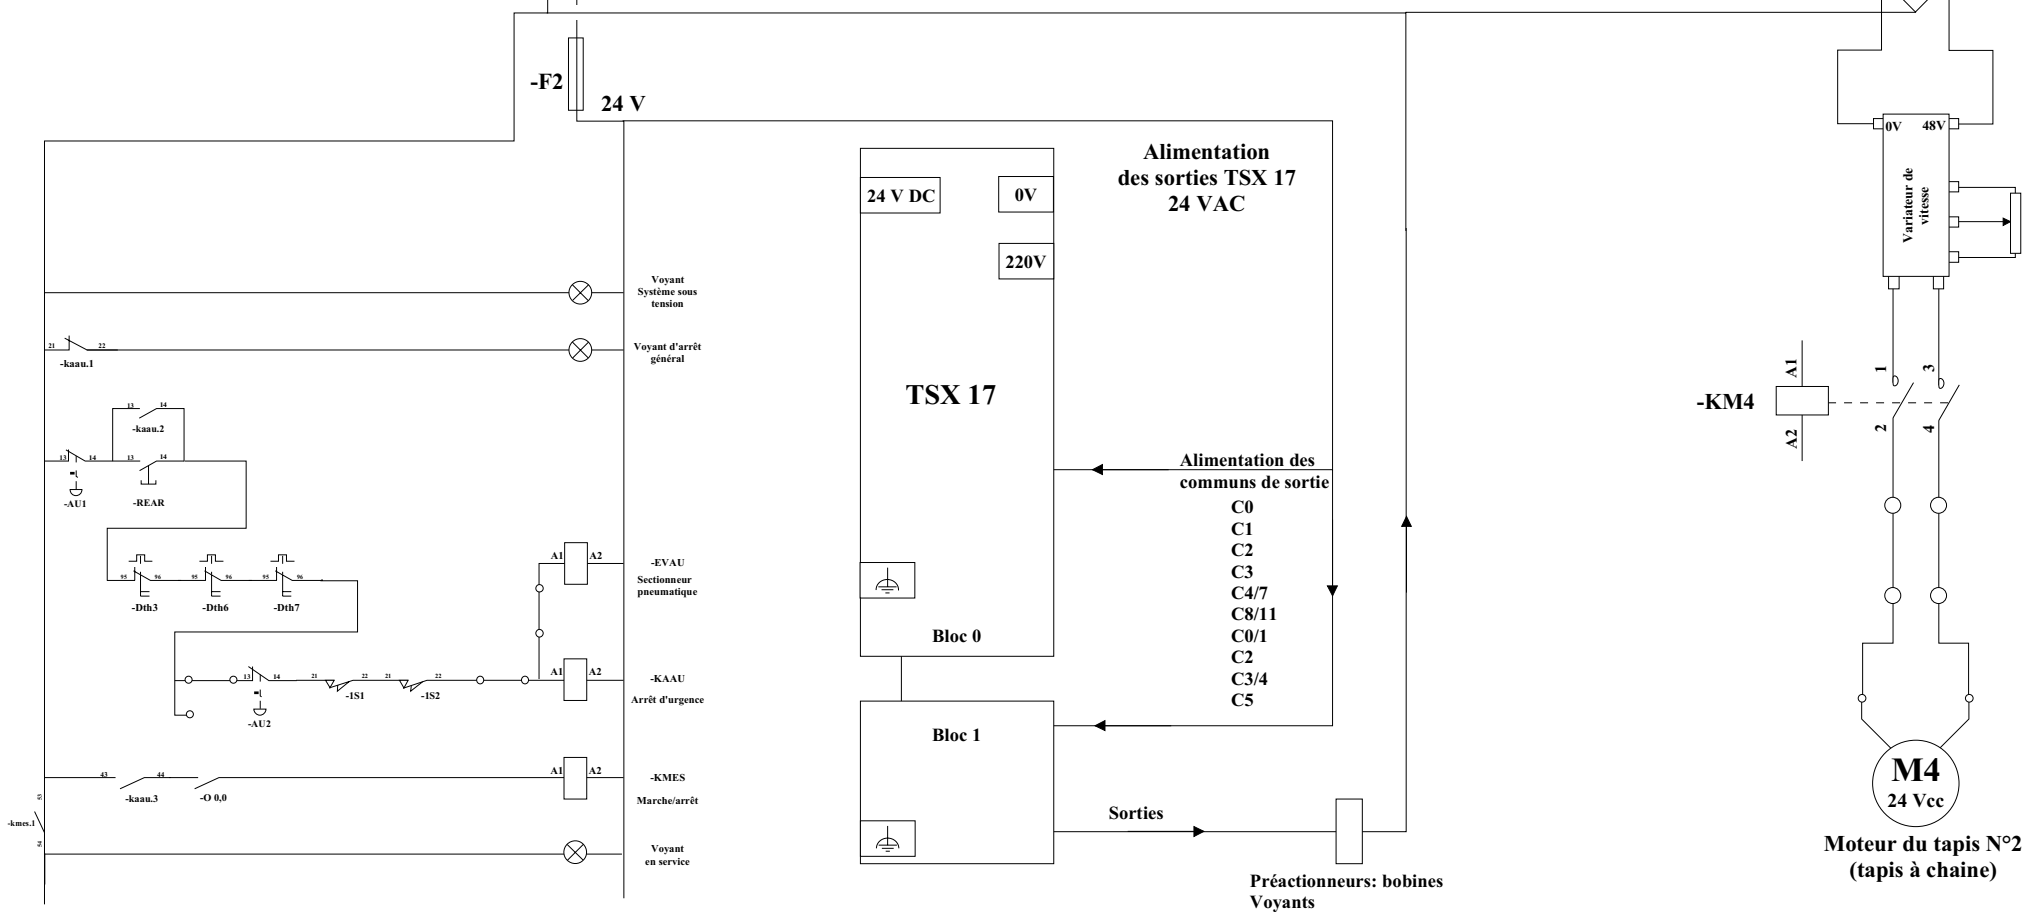 -F2
24 V
0V 48V
Variateur de
vitesse
Alimentation
des sorties TSX 17
24 VAC
24 V DC
0V
220V
TSX 17
Voyant
Système sous
tension
21 22
-kaau.1
Voyant d'arrêt
général
13 14
-kaau.2
13 14
-AU1
13 14
-REAR
95 96
-Dth3
95 96
-Dth6
95 96
-Dth7
A1 A2
-EVAU
Sectionneur
pneumatique
13 14
-AU2
21 22
-1S1
21 22
-1S2
A1 A2
-KAAU
Arrêt d'urgence
43 44
-kaau.3
-O 0,0
A1 A2
-KMES
Marche/arrêt
53
-kmes.1
54
Voyant
en service
Bloc 0
Bloc 1
Alimentation des
communs de sortie
C0
C1
C2
C3
C4/7
C8/11
C0/1
C2
C3/4
C5
Sorties
Préactionneurs: bobines
Voyants
-KM4
A1
A2
1
3
2
4
M4
24 Vcc
Moteur du tapis N°2
(tapis à chaine)